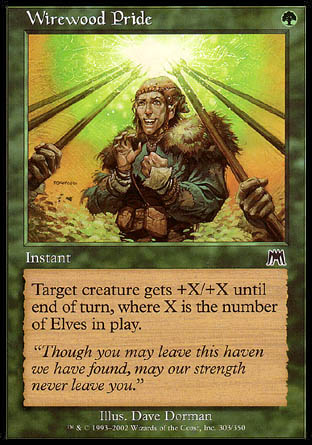 Wirewood Pride
Instant
Target creature gets +X/+X until
end of turn, where X is the number
of Elves in play.
“Though you may leave this haven
we have found, may our strength
never leave you.”
Illus. Dave Dorman
™ & © 1993–2002 Wizards of the Coast, Inc. 303/350